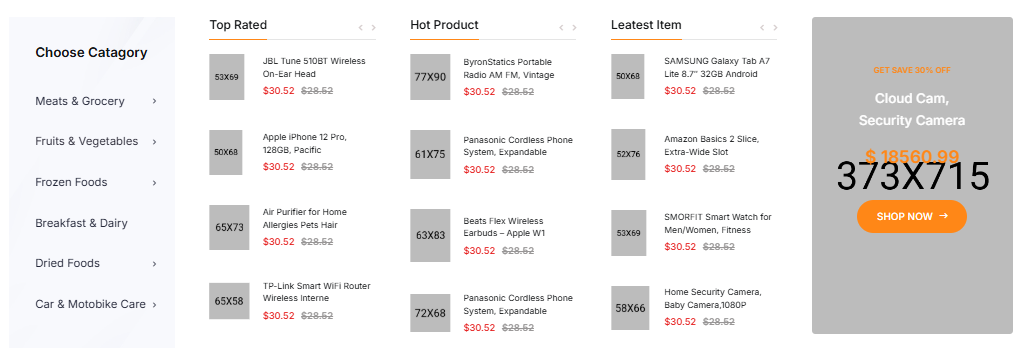 Choose Catagory
Meats & Grocery
Fruits & Vegetables
Frozen Foods
Breakfast & Dairy
Dried Foods
Car & Motobike Care
Top Rated
53X69
JBL Tune 510BT Wireless
On-Ear Head
$30.52 $28.52
50X68
Apple iPhone 12 Pro,
128GB, Pacific
$30.52 $28.52
65X73
Air Purifier for Home
Allergies Pets Hair
$30.52 $28.52
65X58
TP-Link Smart WiFi Router
Wireless Interne
$30.52 $28.52
Hot Product
77X90
ByronStatics Portable
Radio AM FM, Vintage
$30.52 $28.52
61X75
Panasonic Cordless Phone
System, Expandable
$30.52 $28.52
63X83
Beats Flex Wireless
Earbuds – Apple W1
$30.52 $28.52
72X68
Panasonic Cordless Phone
System, Expandable
$30.52 $28.52
Leatest Item
50X68
SAMSUNG Galaxy Tab A7
Lite 8.7" 32GB Android
$30.52 $28.52
52X76
Amazon Basics 2 Slice,
Extra-Wide Slot
$30.52 $28.52
53X69
SMORFIT Smart Watch for
Men/Women, Fitness
$30.52 $28.52
58X66
Home Security Camera,
Baby Camera,1080P
$30.52 $28.52
GET SAVE 30% OFF
Cloud Cam,
Security Camera
$ 18560.99
373X715
SHOP NOW →